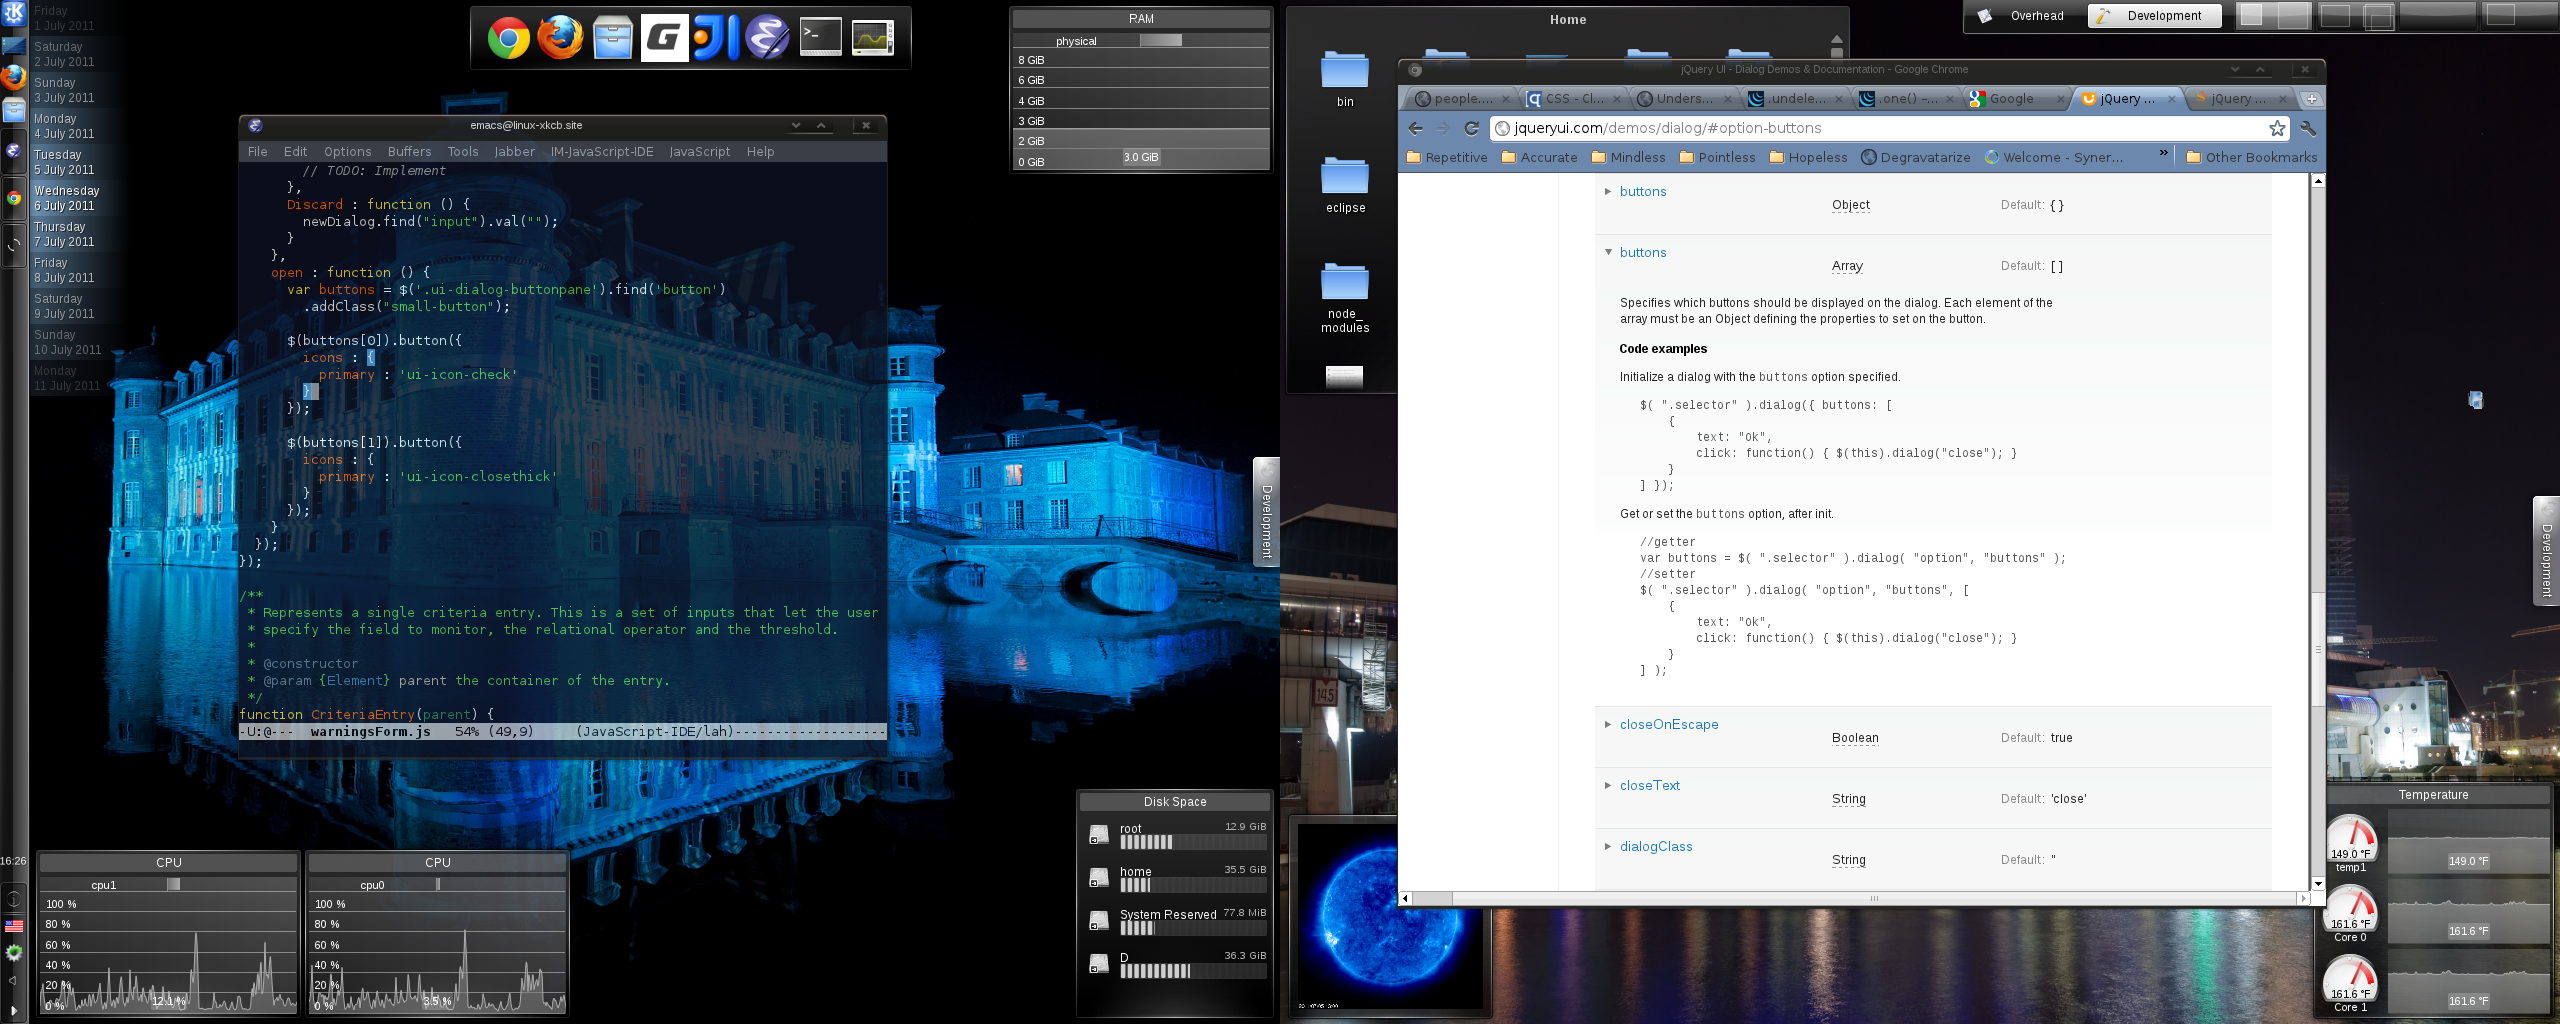 Friday
1 July 2011
Saturday
2 July 2011
Sunday
3 July 2011
Monday
4 July 2011
Tuesday
5 July 2011
Wednesday
6 July 2011
Thursday
7 July 2011
Friday
8 July 2011
Saturday
9 July 2011
Sunday
10 July 2011
Monday
11 July 2011
16:26
emacs@linux-xkcb.site
File Edit Options Buffers Tools Jabber IM-JavaScript-IDE JavaScript Help
// TODO: Implement
},
Discard : function () {
newDialog.find("input").val("");
}
},
open : function () {
var buttons = $('.ui-dialog-buttonpane').find('button')
.addClass("small-button");
$(buttons[0]).button({
icons : {
primary : 'ui-icon-check'
}
});
$(buttons[1]).button({
icons : {
primary : 'ui-icon-closethick'
}
});
}
});
});
/**
* Represents a single criteria entry. This is a set of inputs that let the user
* specify the field to monitor, the relational operator and the threshold.
*
* @constructor
* @param {Element} parent the container of the entry.
*/
function CriteriaEntry(parent) {
-U:@--- warningsForm.js 54% (49,9) (JavaScript-IDE/lah)-------------------
CPU
cpu1
100 %
80 %
60 %
40 %
20 %
0 %
12.1 %
CPU
cpu0
100 %
80 %
60 %
40 %
20 %
0 %
3.5 %
RAM
physical
8 GiB
6 GiB
4 GiB
3 GiB
2 GiB
0 GiB
3.0 GiB
Development
Disk Space
root 12.9 GiB
home 35.5 GiB
System Reserved 77.8 MiB
D 36.3 GiB
Home
bin
eclipse
node_
modules
Overhead Development
jQuery UI - Dialog Demos & Documentation - Google Chrome
people.... CSS - Cl... Unders... .undele... .one() –... Google jQuery ... jQuery ...
jqueryui.com/demos/dialog/#option-buttons
Repetitive Accurate Mindless Pointless Hopeless Degravatarize Welcome - Syner... » Other Bookmarks
buttons
Object Default: {}
buttons
Array Default: []
Specifies which buttons should be displayed on the dialog. Each element of the
array must be an Object defining the properties to set on the button.
Code examples
Initialize a dialog with the buttons option specified.
$( ".selector" ).dialog({ buttons: [
{
text: "Ok",
click: function() { $(this).dialog("close"); }
}
] });
Get or set the buttons option, after init.
//getter
var buttons = $( ".selector" ).dialog( "option", "buttons" );
//setter
$( ".selector" ).dialog( "option", "buttons", [
{
text: "Ok",
click: function() { $(this).dialog("close"); }
}
] );
closeOnEscape
Boolean Default: true
closeText
String Default: 'close'
dialogClass
String Default: ''
14.5
Development
Temperature
149.0 °F
temp1
149.0 °F
161.6 °F
Core 0
161.6 °F
161.6 °F
Core 1
161.6 °F